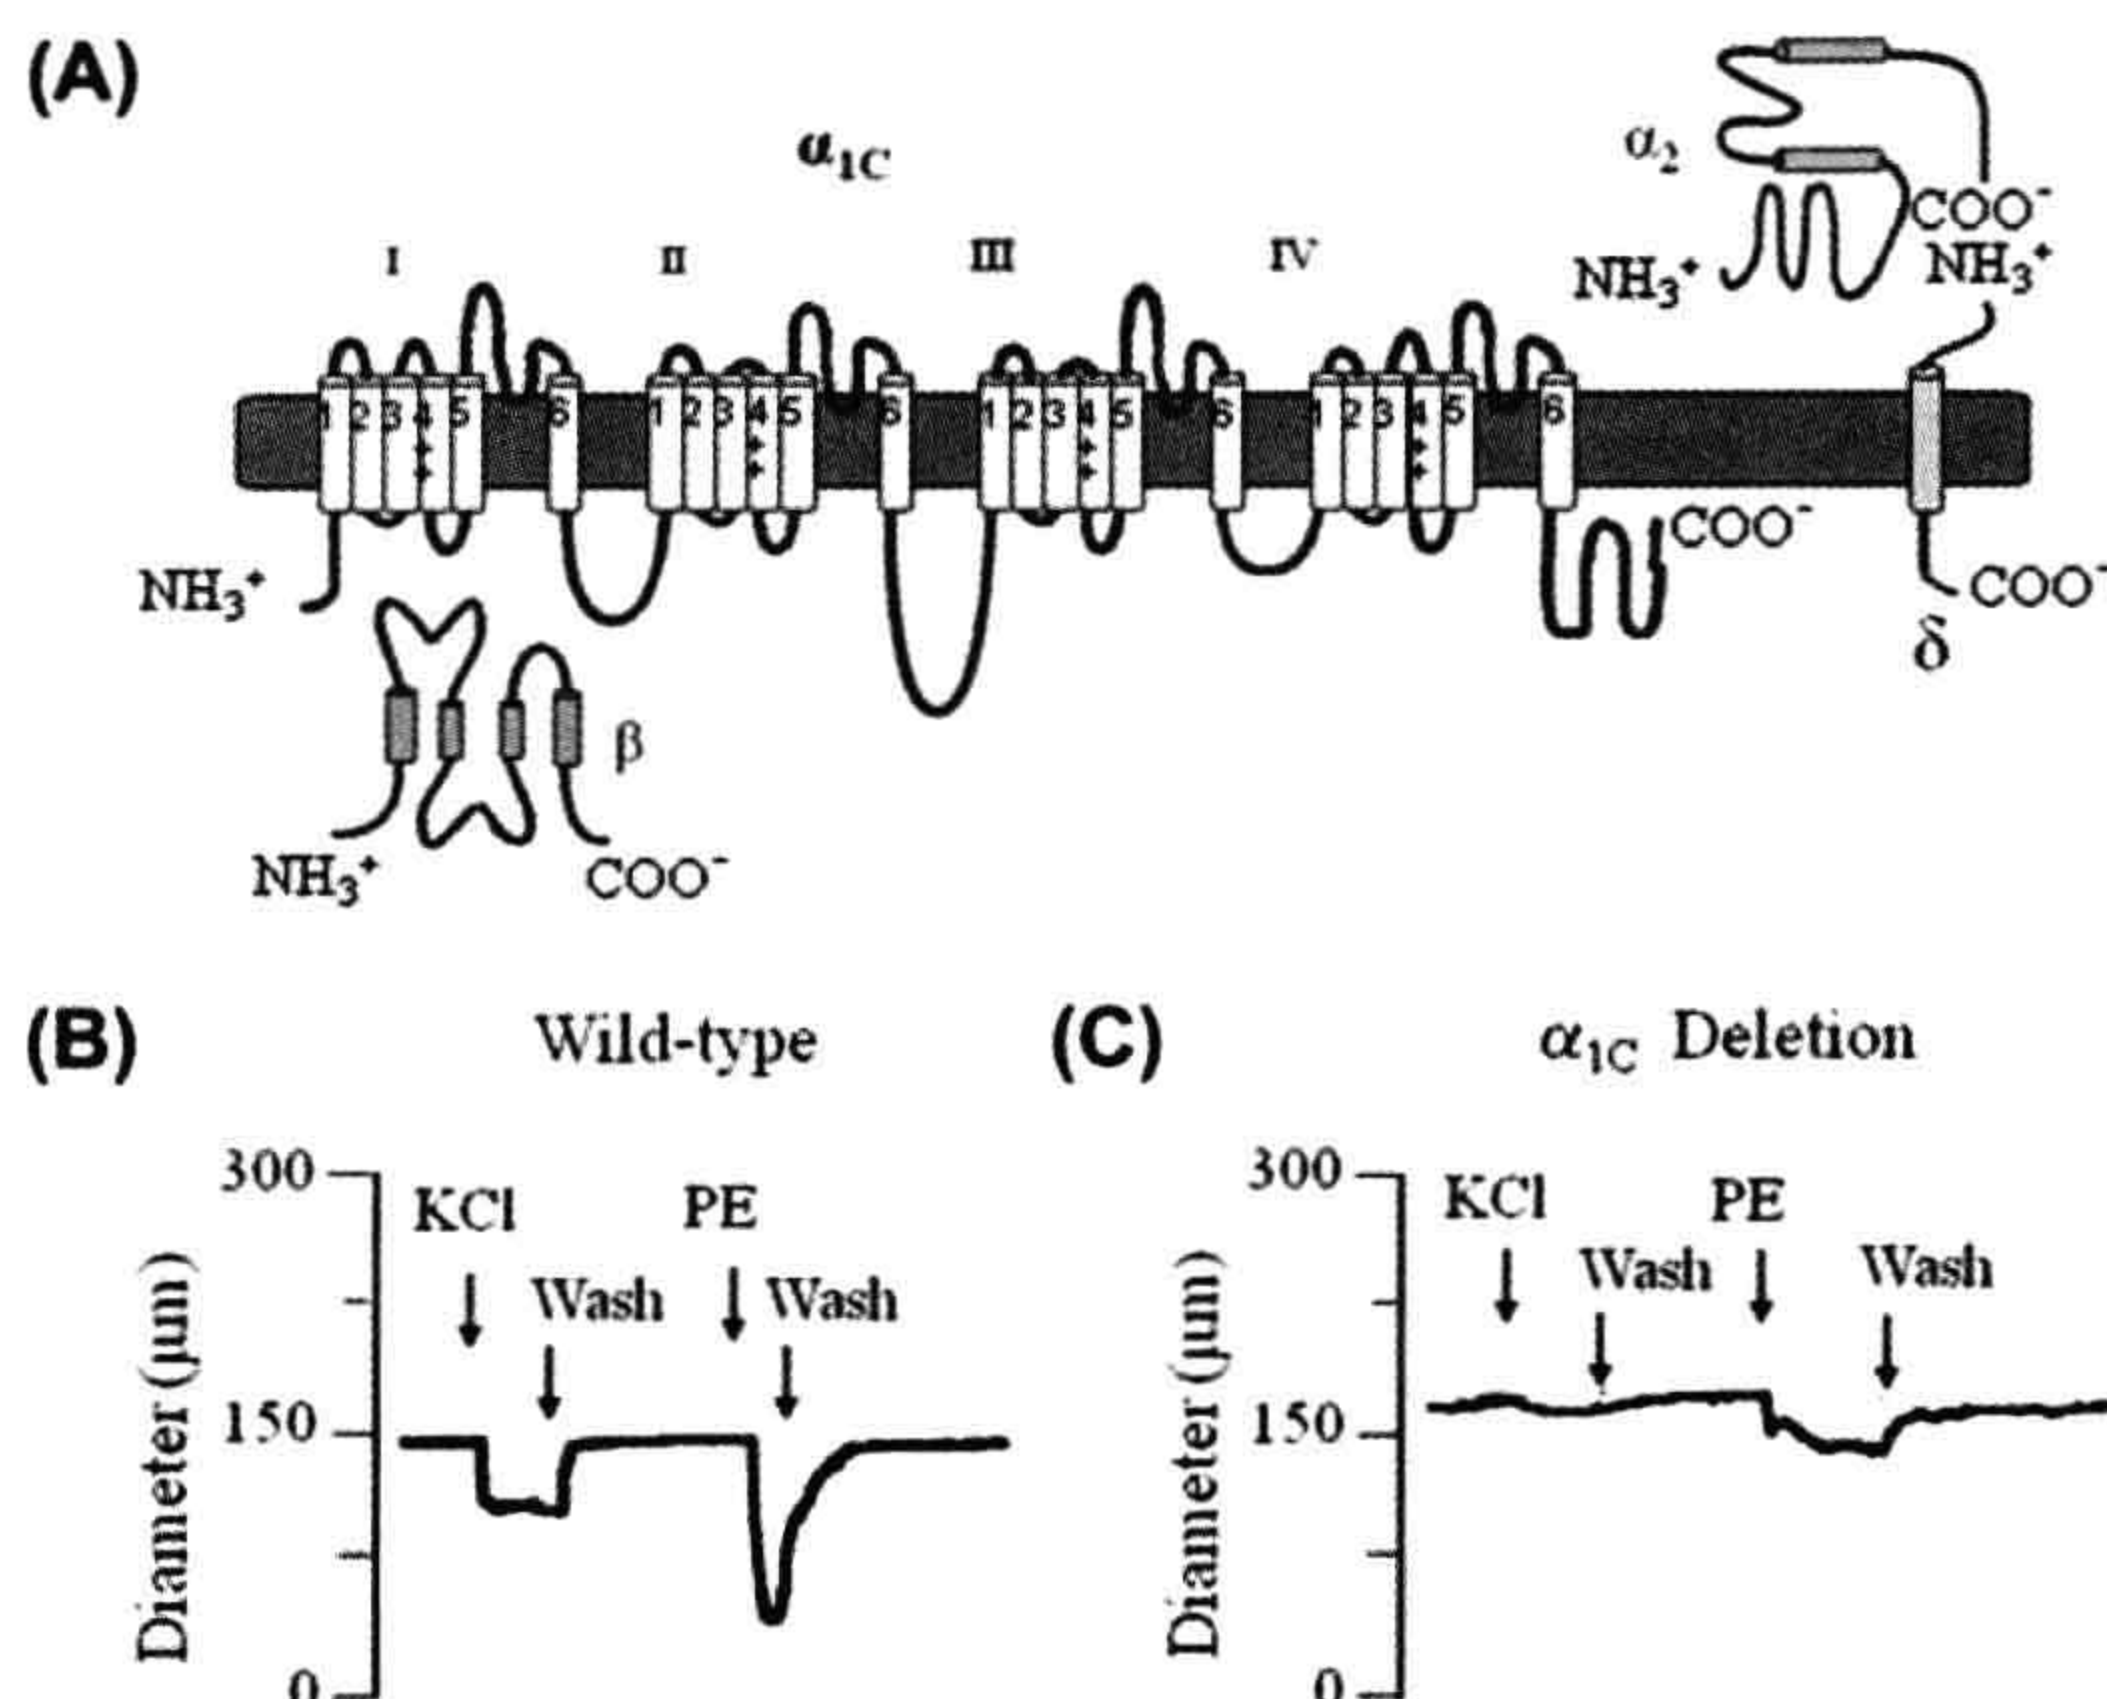 (A)
α1C
α2
COO-
NH3+
NH3+
I II III IV
1 2 3 4 5 6 1 2 3 4 5 6 1 2 3 4 5 6 1 2 3 4 5 6
+ + + +
+ + + +
COO-
NH3+
COO-
δ
β
NH3+
COO-
(B)
Wild-type
300
KCl
PE
Wash
Wash
150
0
Diameter (μm)
(C)
α1C Deletion
300
KCl
PE
Wash
Wash
150
0
Diameter (μm)